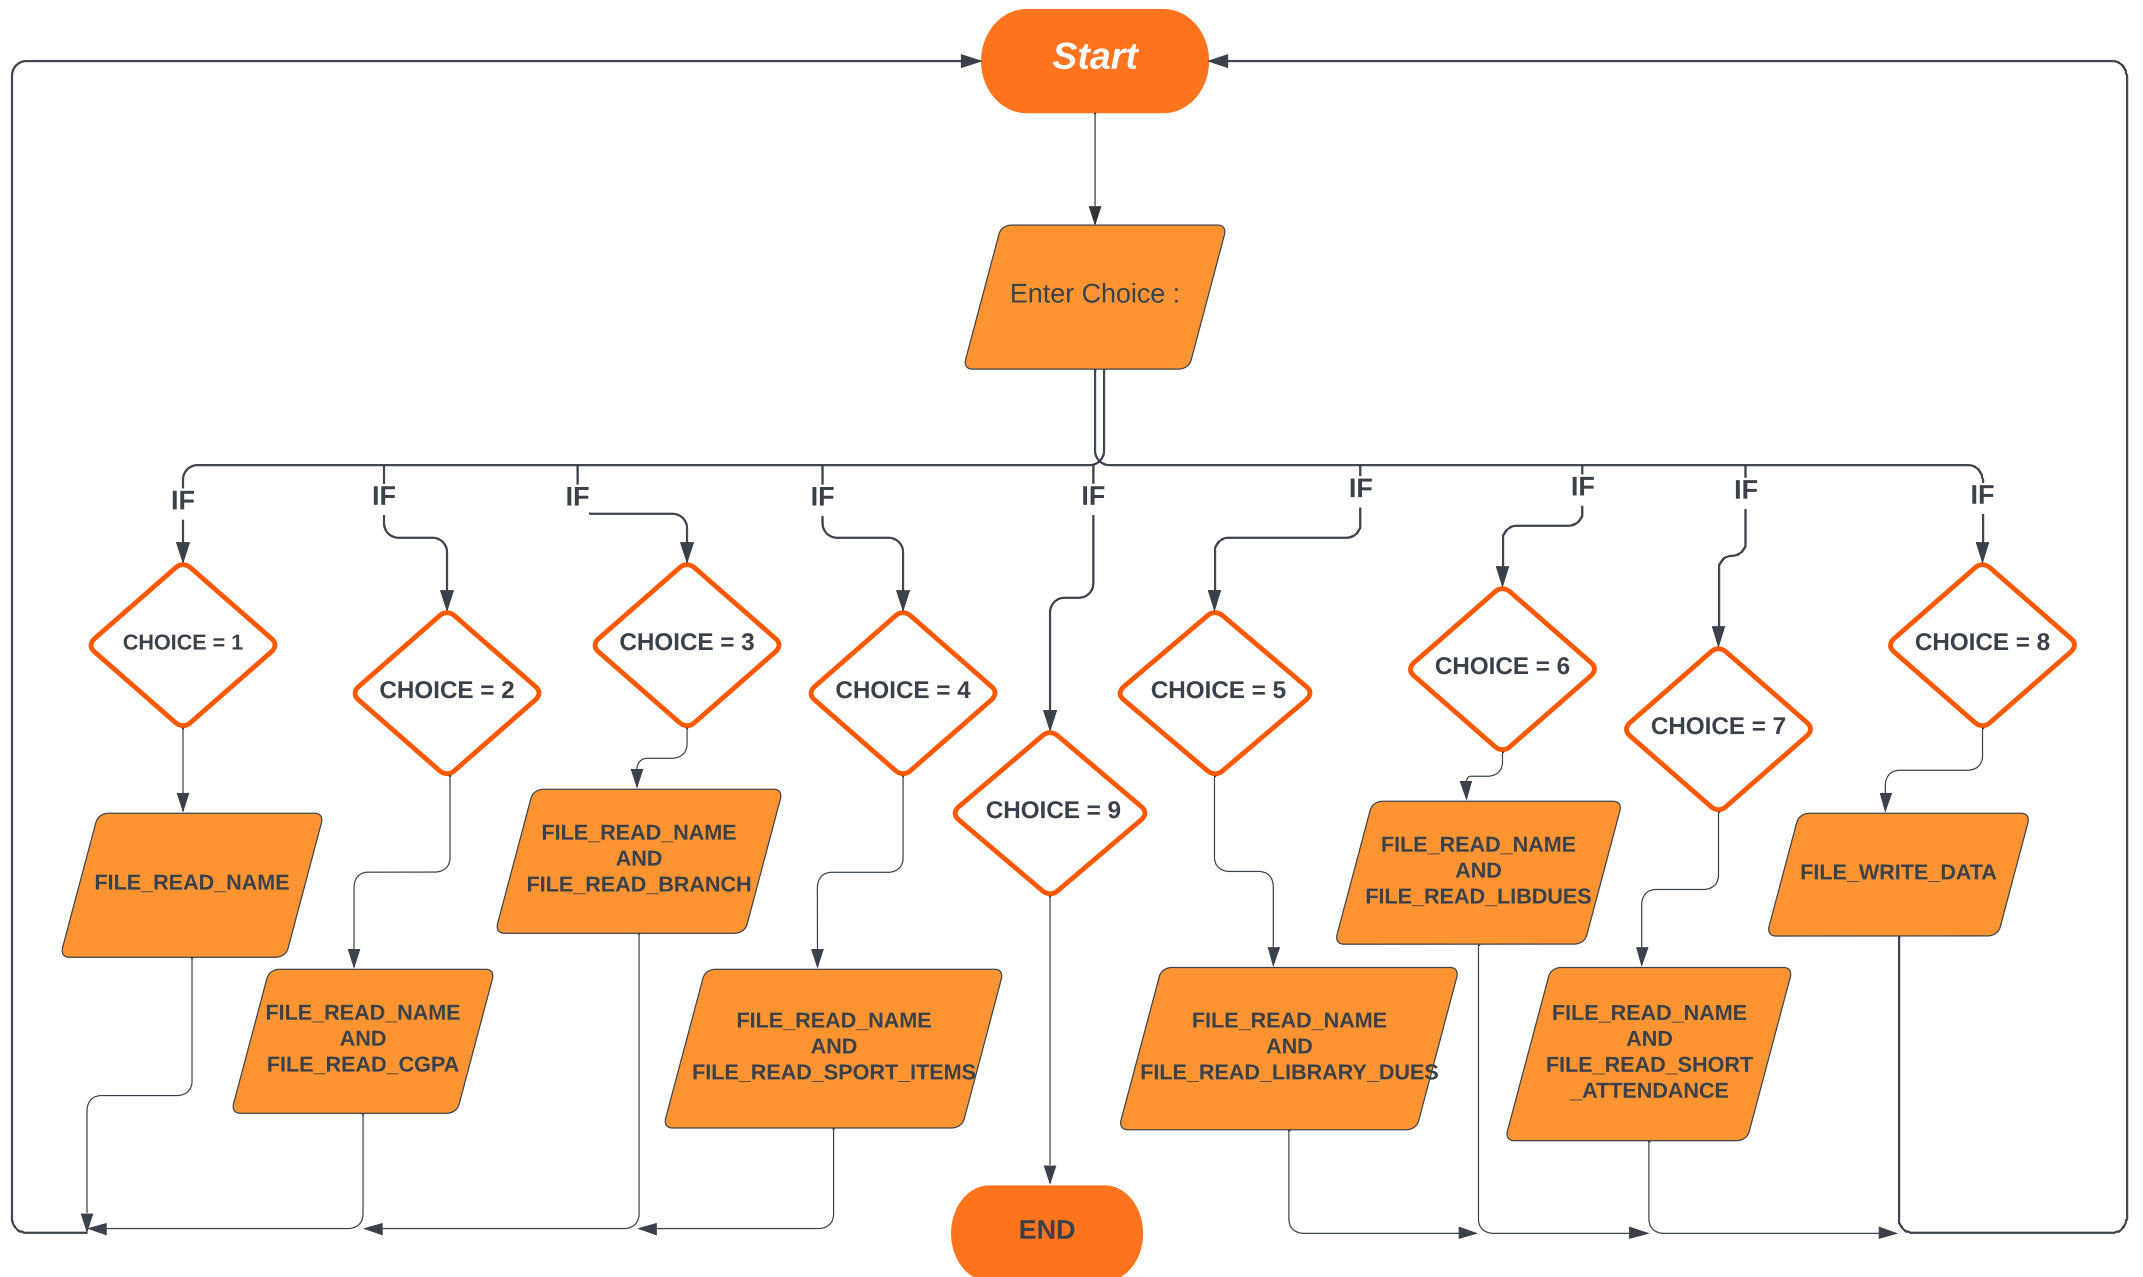 Start
Enter Choice :
IF
IF
IF
IF
IF
IF
IF
IF
IF
CHOICE = 1
CHOICE = 2
CHOICE = 3
CHOICE = 4
CHOICE = 9
CHOICE = 5
CHOICE = 6
CHOICE = 7
CHOICE = 8
FILE_READ_NAME
FILE_READ_NAME
AND
FILE_READ_CGPA
FILE_READ_NAME
AND
FILE_READ_BRANCH
FILE_READ_NAME
AND
FILE_READ_SPORT_ITEMS
FILE_READ_NAME
AND
FILE_READ_LIBRARY_DUES
FILE_READ_NAME
AND
FILE_READ_LIBDUES
FILE_READ_NAME
AND
FILE_READ_SHORT
_ATTENDANCE
FILE_WRITE_DATA
END